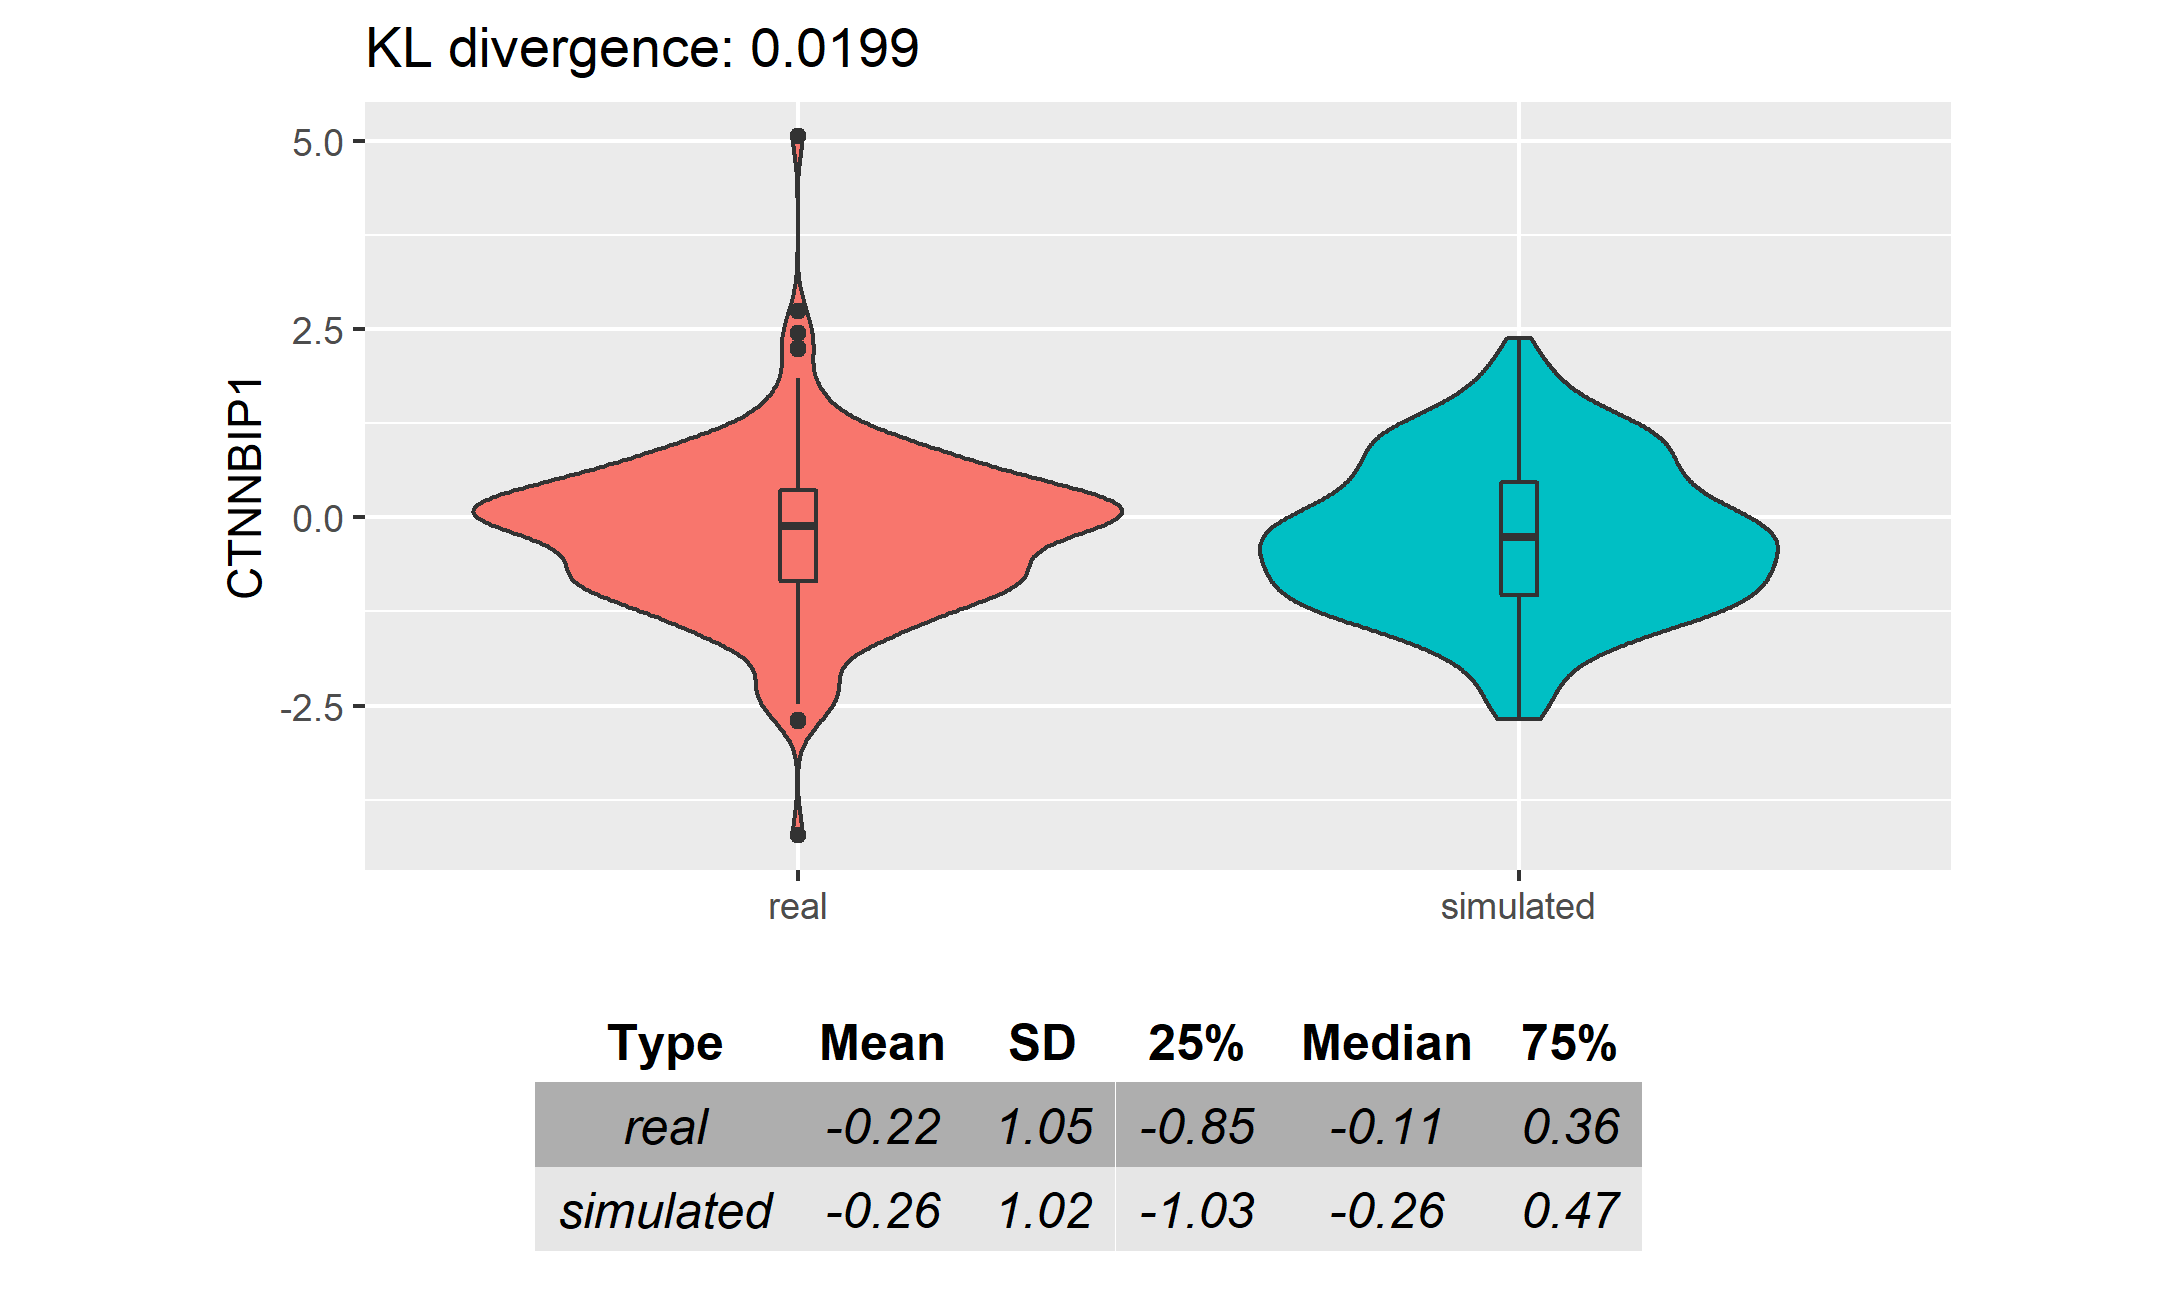 KL divergence: 0.0199
5.0
2.5
0.0
-2.5
CTNNBIP1
real simulated
Type Mean SD 25% Median 75%
real -0.22 1.05 -0.85 -0.11 0.36
simulated -0.26 1.02 -1.03 -0.26 0.47